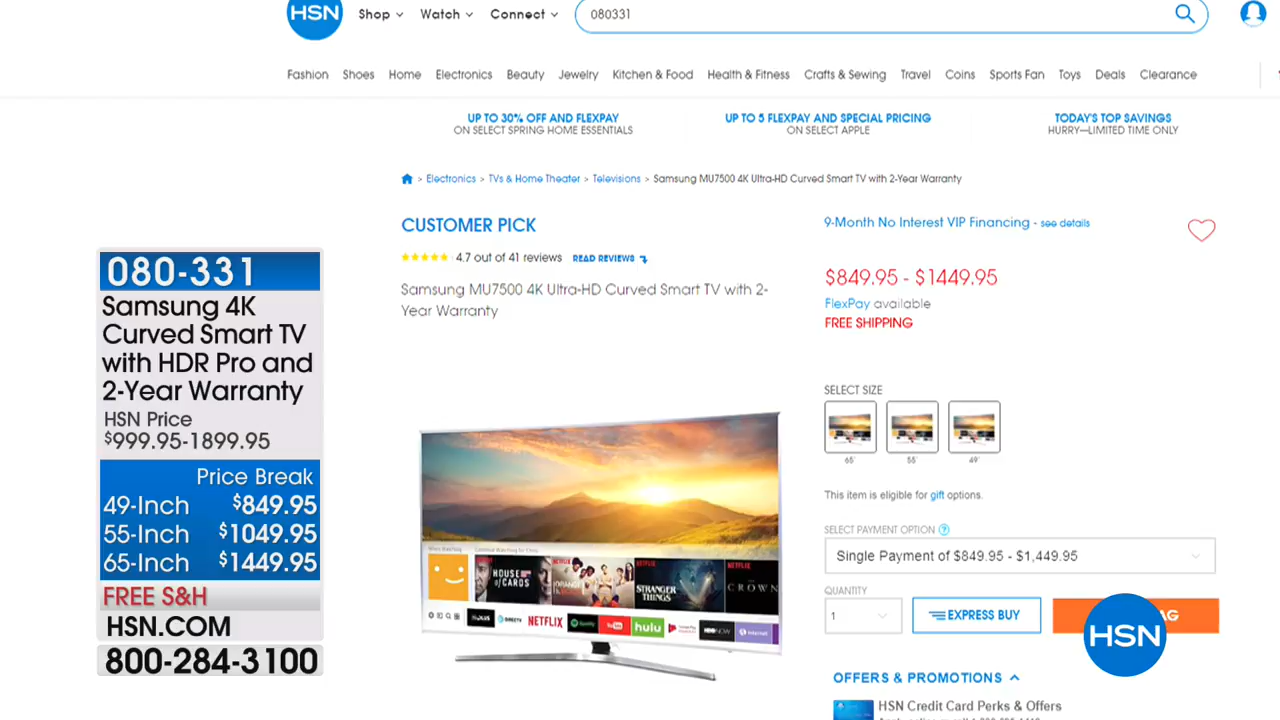 HSN
Shop
Watch
Connect
080331
Fashion Shoes Home Electronics Beauty Jewelry Kitchen & Food Health & Fitness Crafts & Sewing Travel Coins Sports Fan Toys Deals Clearance
UP TO 30% OFF AND FLEXPAY
ON SELECT SPRING HOME ESSENTIALS
UP TO 5 FLEXPAY AND SPECIAL PRICING
ON SELECT APPLE
TODAY'S TOP SAVINGS
HURRY—LIMITED TIME ONLY
> Electronics > TVs & Home Theater > Televisions > Samsung MU7500 4K Ultra-HD Curved Smart TV with 2-Year Warranty
CUSTOMER PICK
4.7 out of 41 reviews READ REVIEWS
Samsung MU7500 4K Ultra-HD Curved Smart TV with 2-
Year Warranty
9-Month No Interest VIP Financing - see details
$849.95 - $1449.95
FlexPay available
FREE SHIPPING
SELECT SIZE
65"
55"
49"
This item is eligible for gift options.
SELECT PAYMENT OPTION ?
Single Payment of $849.95 - $1,449.95
QUANTITY
1
EXPRESS BUY
AG
HSN
OFFERS & PROMOTIONS
HSN Credit Card Perks & Offers
080-331
Samsung 4K
Curved Smart TV
with HDR Pro and
2-Year Warranty
HSN Price
$999.95-1899.95
Price Break
49-Inch $849.95
55-Inch $1049.95
65-Inch $1449.95
FREE S&H
HSN.COM
800-284-3100
NETFLIX
HOUSE of CARDS
ORANGE
NETFLIX
STRANGER THINGS
NETFLIX
CROWN
DIRECTV
NETFLIX
Spotify
YouTube
hulu
HBO NOW